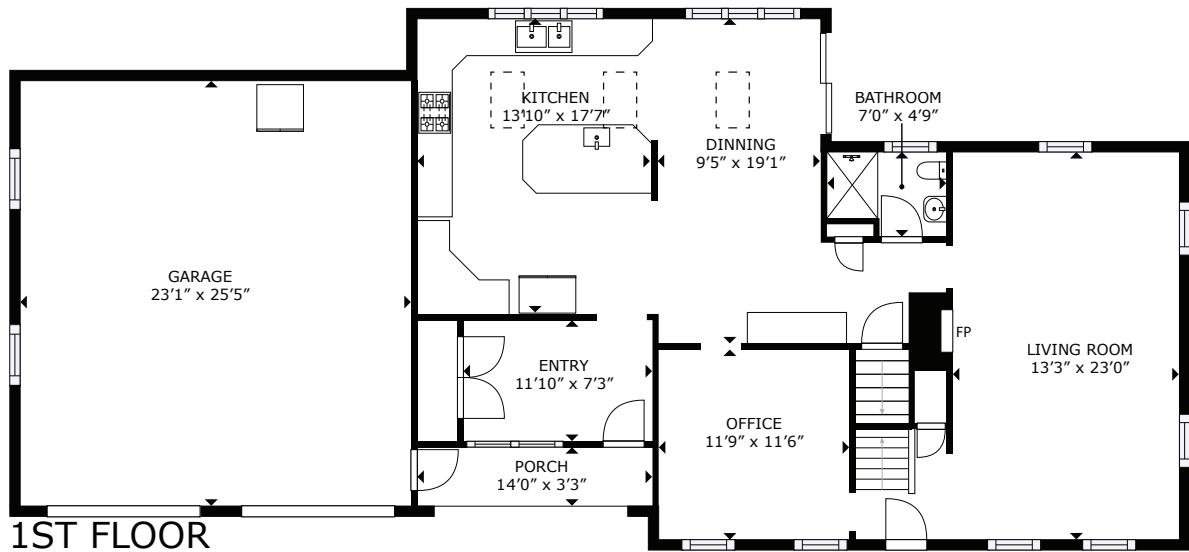 KITCHEN
13'10" x 17'7"
DINNING
9'5" x 19'1"
BATHROOM
7'0" x 4'9"
GARAGE
23'1" x 25'5"
FP
LIVING ROOM
13'3" x 23'0"
ENTRY
11'10" x 7'3"
OFFICE
11'9" x 11'6"
PORCH
14'0" x 3'3"
1ST FLOOR